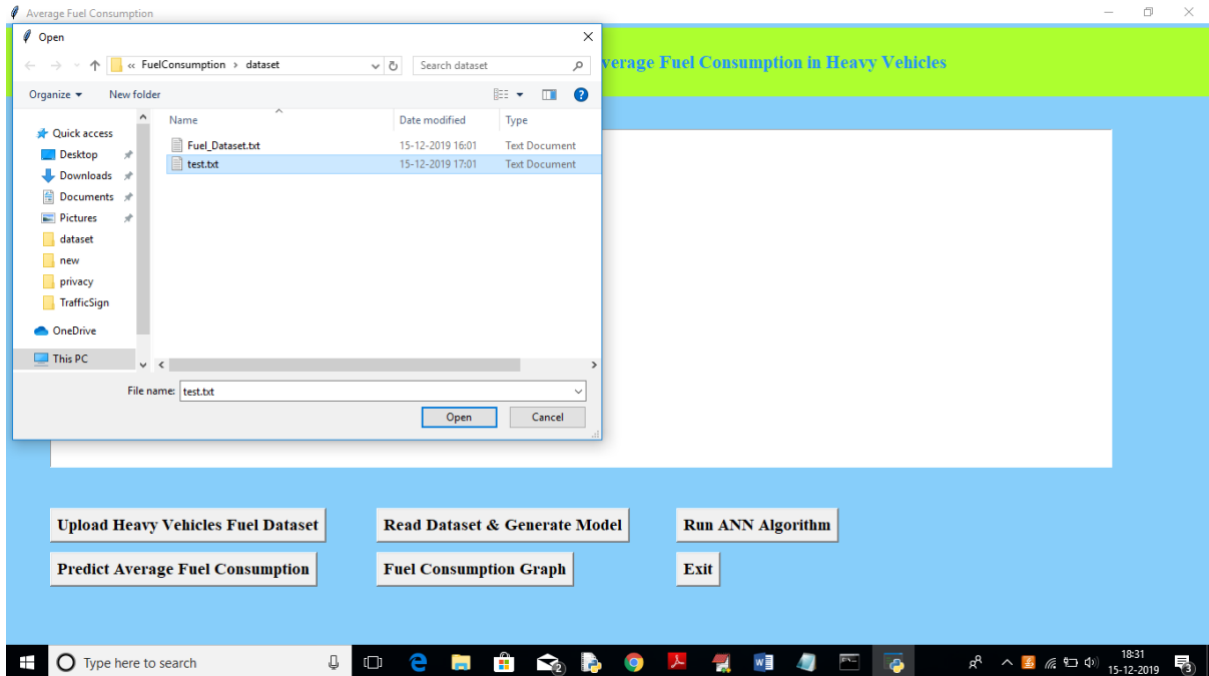 Average Fuel Consumption
Open
« FuelConsumption › dataset
Search dataset
verage Fuel Consumption in Heavy Vehicles
Organize
New folder
Name
Date modified
Type
Quick access
Desktop
Downloads
Documents
Pictures
dataset
new
privacy
TrafficSign
OneDrive
This PC
Fuel_Dataset.txt
15-12-2019 16:01
Text Document
test.txt
15-12-2019 17:01
Text Document
File name:
test.txt
Open
Cancel
Upload Heavy Vehicles Fuel Dataset
Read Dataset & Generate Model
Run ANN Algorithm
Predict Average Fuel Consumption
Fuel Consumption Graph
Exit
Type here to search
2
18:31
15-12-2019
3